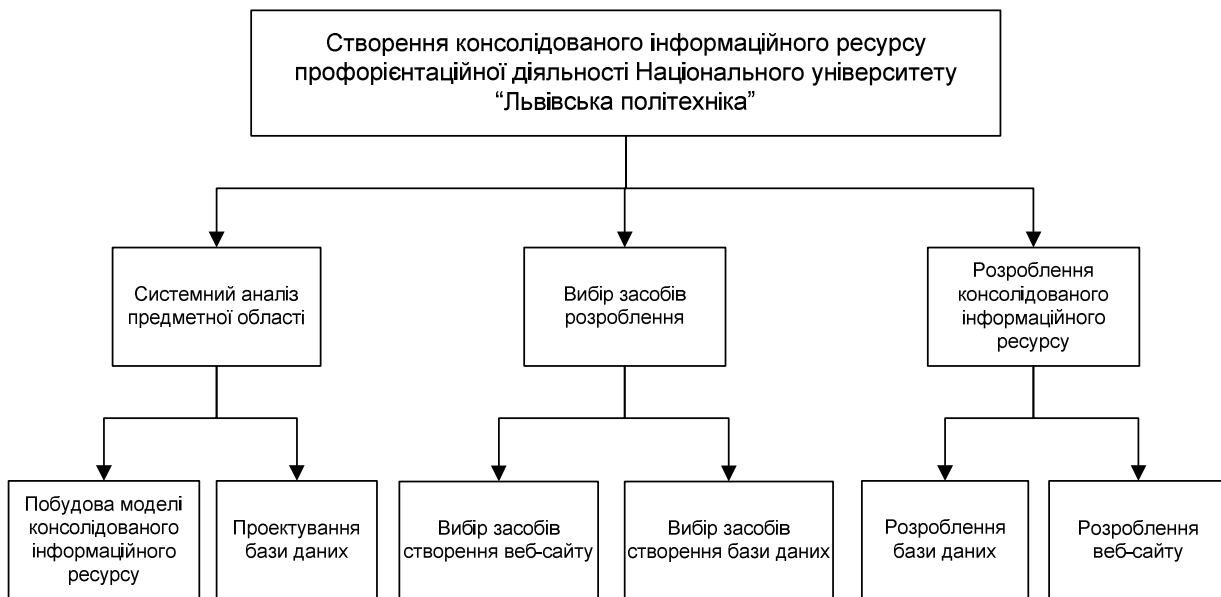 Створення консолідованого інформаційного ресурсу
профорієнтаційної діяльності Національного університету
“Львівська політехніка”
Системний аналіз
предметної області
Вибір засобів
розроблення
Розроблення
консолідованого
інформаційного
ресурсу
Побудова моделі
консолідованого
інформаційного
ресурсу
Проектування
бази даних
Вибір засобів
створення веб-сайту
Вибір засобів
створення бази даних
Розроблення
бази даних
Розроблення
веб-сайту